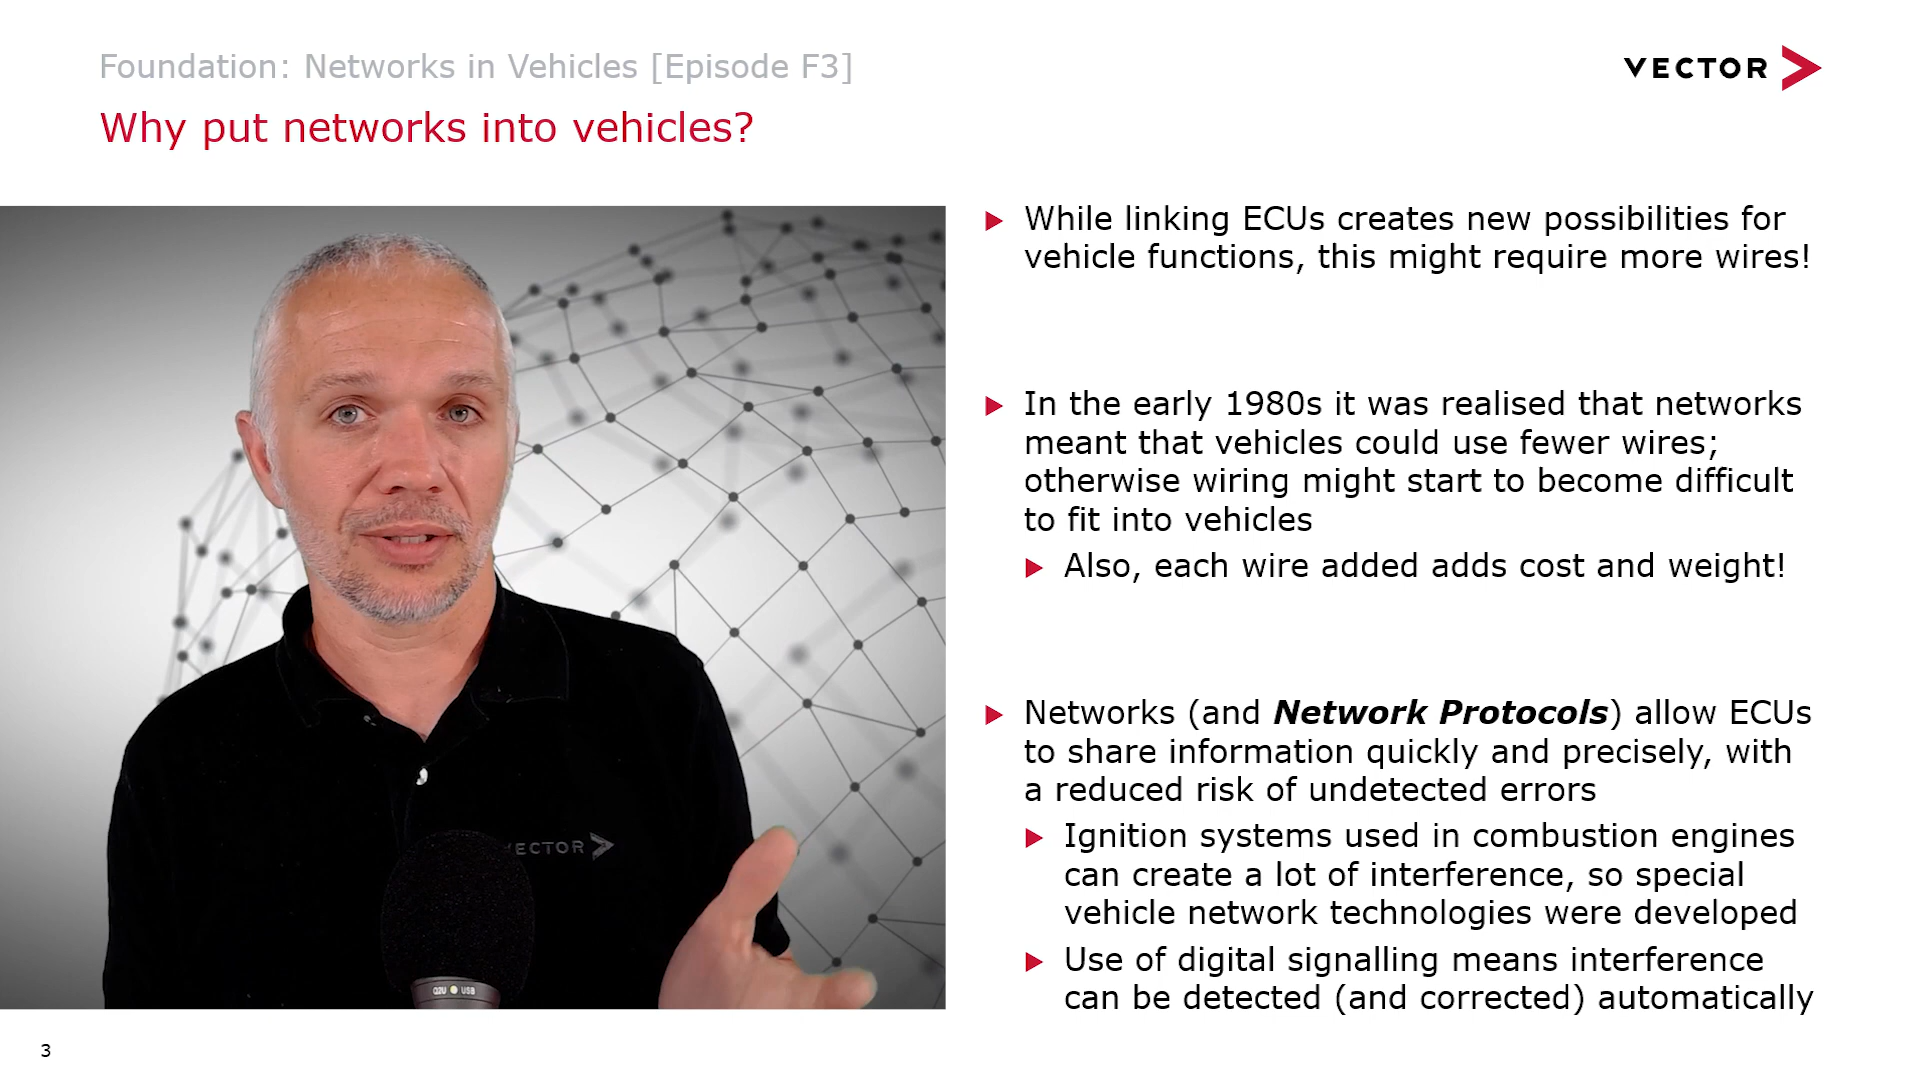 Foundation: Networks in Vehicles [Episode F3]
VECTOR
Why put networks into vehicles?
While linking ECUs creates new possibilities for
vehicle functions, this might require more wires!
In the early 1980s it was realised that networks
meant that vehicles could use fewer wires;
otherwise wiring might start to become difficult
to fit into vehicles
Also, each wire added adds cost and weight!
Networks (and Network Protocols) allow ECUs
to share information quickly and precisely, with
a reduced risk of undetected errors
Ignition systems used in combustion engines
can create a lot of interference, so special
vehicle network technologies were developed
Use of digital signalling means interference
can be detected (and corrected) automatically
VECTOR
Q2U USB
3